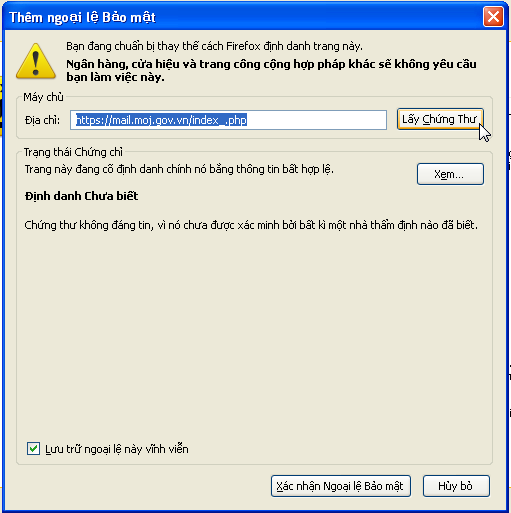 Thêm ngoại lệ Bảo mật
Bạn đang chuẩn bị thay thế cách Firefox định danh trang này.
Ngân hàng, cửa hiệu và trang công cộng hợp pháp khác sẽ không yêu cầu
bạn làm việc này.
Máy chủ
Địa chỉ: https://mail.moj.gov.vn/index_.php Lấy Chứng Thư
Trạng thái Chứng chỉ
Trang này đang cố định danh chính nó bằng thông tin bất hợp lệ. Xem...
Định danh Chưa biết
Chứng thư không đáng tin, vì nó chưa được xác minh bởi bất kì một nhà thẩm định nào đã biết.
Lưu trữ ngoại lệ này vĩnh viễn
Xác nhận Ngoại lệ Bảo mật Hủy bỏ